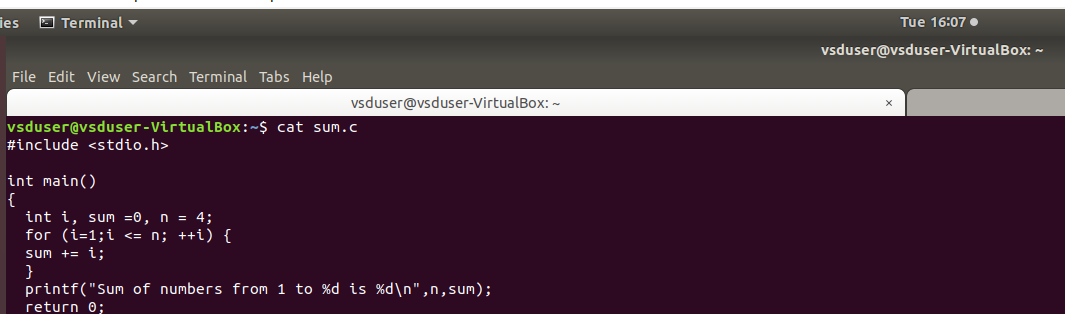 ies Terminal Tue 16:07
vsduser@vsduser-VirtualBox: ~
File Edit View Search Terminal Tabs Help
vsduser@vsduser-VirtualBox: ~ ×
vsduser@vsduser-VirtualBox:~$ cat sum.c
#include <stdio.h>
int main()
{
  int i, sum =0, n = 4;
  for (i=1;i <= n; ++i) {
  sum += i;
  }
  printf("Sum of numbers from 1 to %d is %d\n",n,sum);
  return 0;